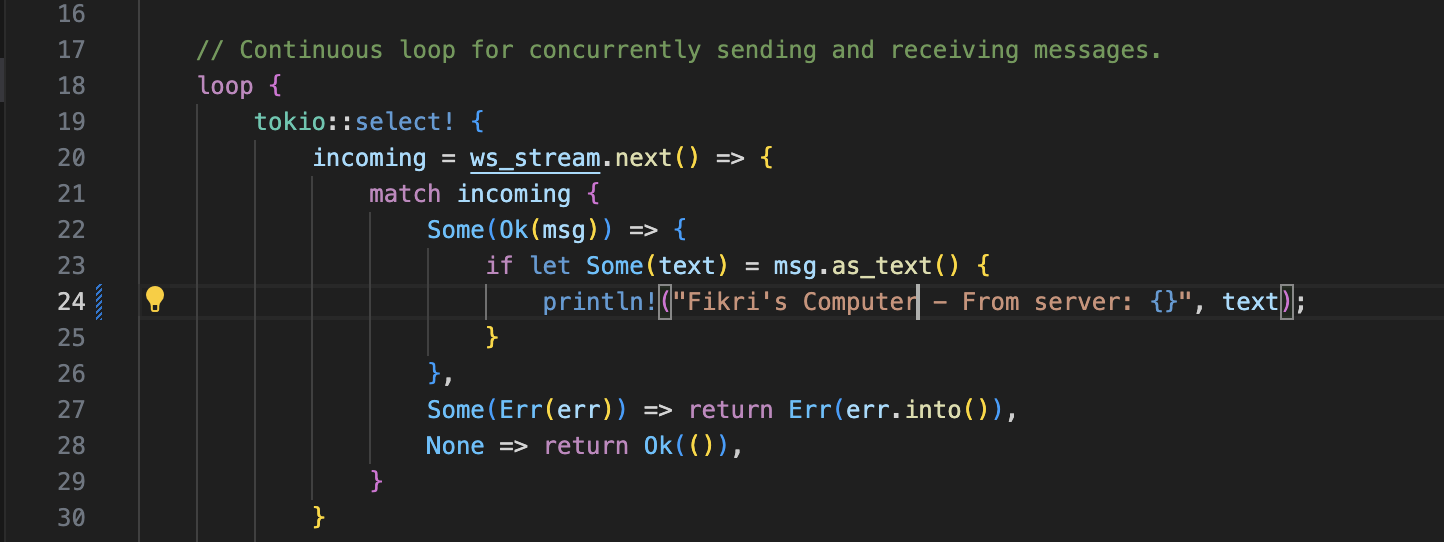 16
17 // Continuous loop for concurrently sending and receiving messages.
18 loop {
19 tokio::select! {
20 incoming = ws_stream.next() => {
21 match incoming {
22 Some(Ok(msg)) => {
23 if let Some(text) = msg.as_text() {
24 println!("Fikri's Computer - From server: {}", text);
25 }
26 },
27 Some(Err(err)) => return Err(err.into()),
28 None => return Ok(()),
29 }
30 }